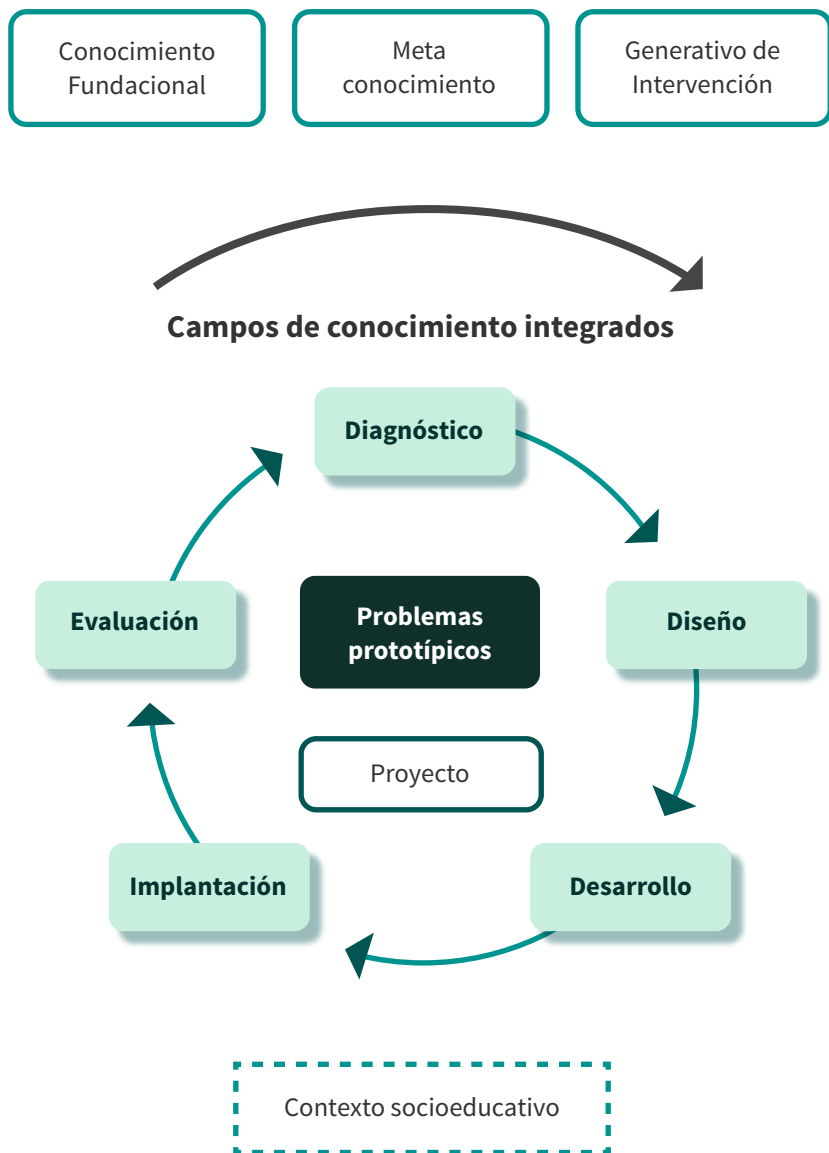 Conocimiento
Fundacional
Meta
conocimiento
Generativo de
Intervención
Campos de conocimiento integrados
Diagnóstico
Evaluación
Problemas
prototípicos
Diseño
Proyecto
Implantación
Desarrollo
Contexto socioeducativo